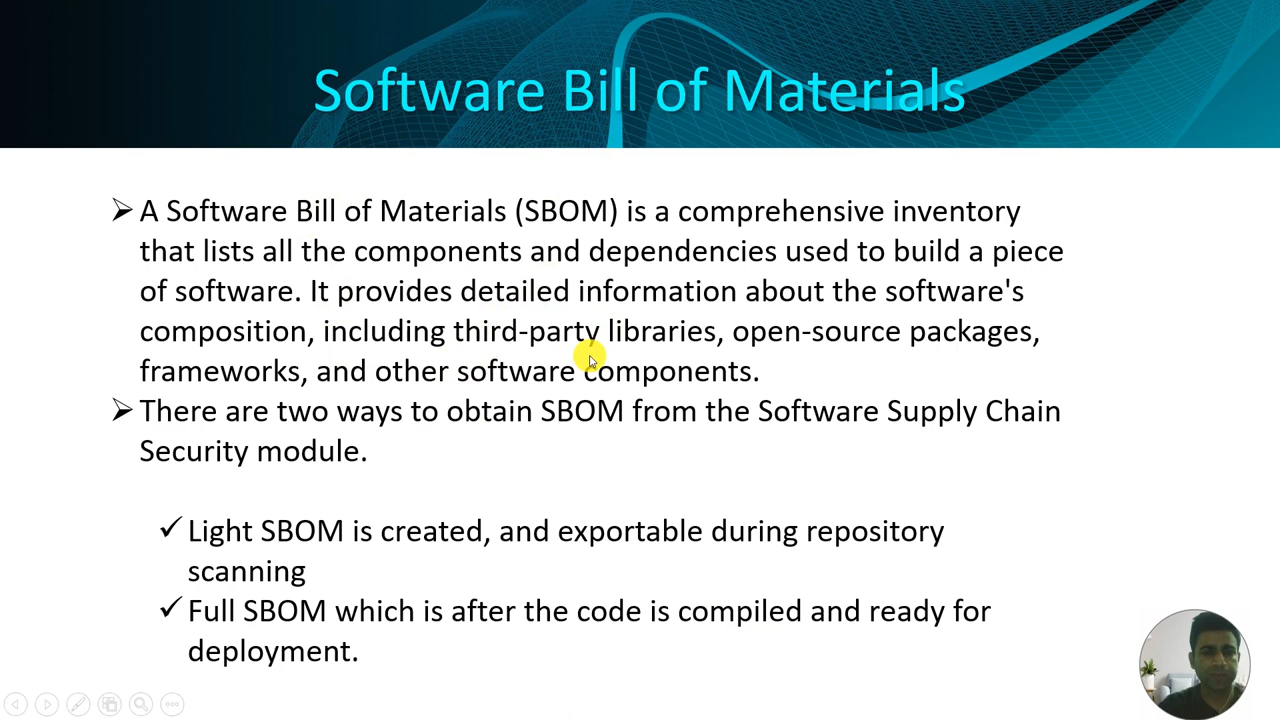 Software Bill of Materials
A Software Bill of Materials (SBOM) is a comprehensive inventory
that lists all the components and dependencies used to build a piece
of software. It provides detailed information about the software's
composition, including third-party libraries, open-source packages,
frameworks, and other software components.
There are two ways to obtain SBOM from the Software Supply Chain
Security module.
Light SBOM is created, and exportable during repository
scanning
Full SBOM which is after the code is compiled and ready for
deployment.